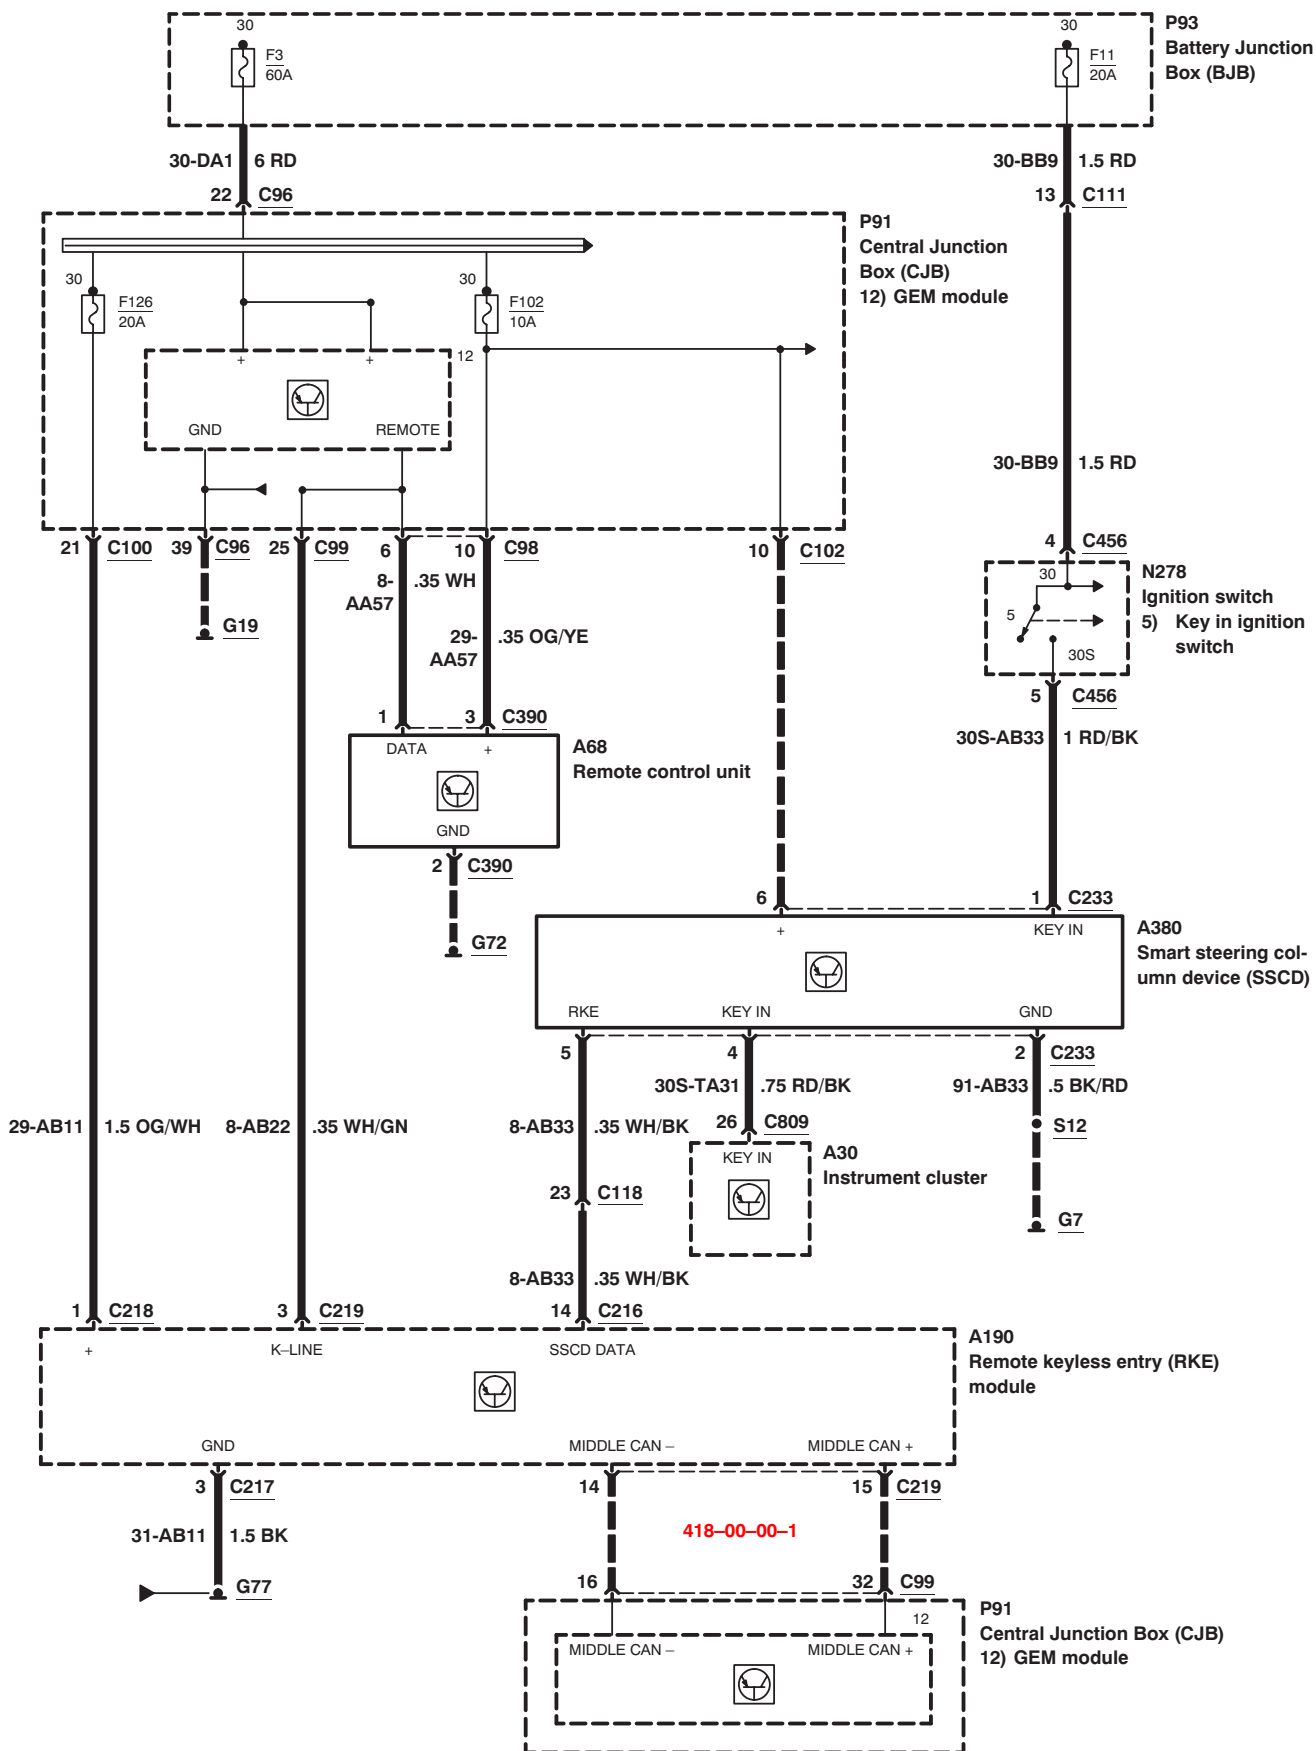 30
F3
60A
30
F11
20A
P93
Battery Junction
Box (BJB)
30-DA1 6 RD
22 C96
30-BB9 1.5 RD
13 C111
P91
Central Junction
Box (CJB)
12) GEM module
30
F126
20A
30
F102
10A
+ +
12
GND
REMOTE
30-BB9 1.5 RD
21 C100
39 C96
25 C99
6
10 C98
10 C102
4 C456
8-
AA57
.35 WH
29-
AA57
.35 OG/YE
G19
30
5
30S
N278
Ignition switch
5) Key in ignition
switch
5 C456
30S-AB33 1 RD/BK
1
3 C390
DATA
+
GND
A68
Remote control unit
2 C390
G72
6
1 C233
+
KEY IN
RKE
KEY IN
GND
A380
Smart steering col-
umn device (SSCD)
5
4
2 C233
30S-TA31 .75 RD/BK
91-AB33 .5 BK/RD
29-AB11 1.5 OG/WH
8-AB22 .35 WH/GN
8-AB33 .35 WH/BK
26 C809
S12
KEY IN
A30
Instrument cluster
23 C118
G7
8-AB33 .35 WH/BK
1 C218
3 C219
14 C216
+
K–LINE
SSCD DATA
A190
Remote keyless entry (RKE)
module
GND
MIDDLE CAN –
MIDDLE CAN +
3 C217
14
15 C219
31-AB11 1.5 BK
418–00–00–1
G77
16
32 C99
12
P91
Central Junction Box (CJB)
12) GEM module
MIDDLE CAN –
MIDDLE CAN +